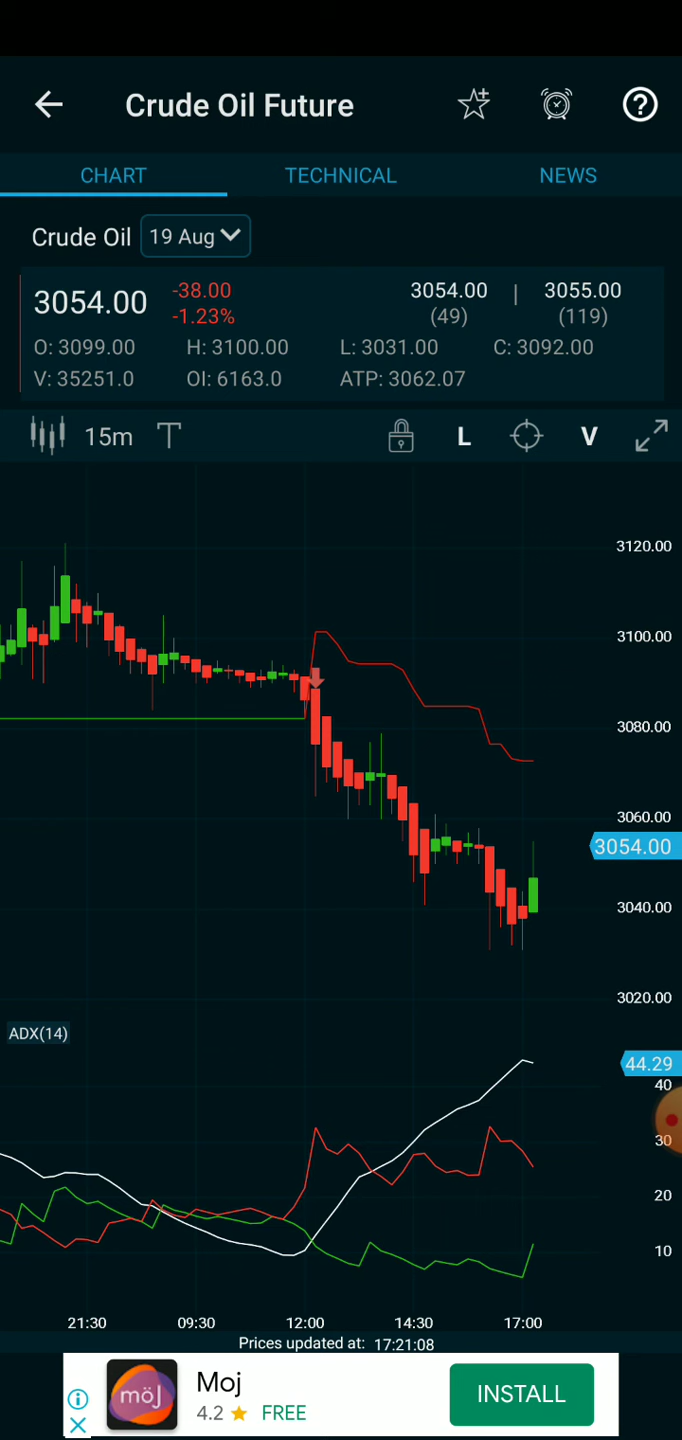 Crude Oil Future
CHART TECHNICAL NEWS
Crude Oil 19 Aug
3054.00 -38.00 3054.00 | 3055.00
-1.23% (49) (119)
O: 3099.00 H: 3100.00 L: 3031.00 C: 3092.00
V: 35251.0 OI: 6163.0 ATP: 3062.07
15m T L V
3120.00
3100.00
3080.00
3060.00
3054.00
3040.00
3020.00
ADX(14)
44.29
40
30
20
10
21:30 09:30 12:00 14:30 17:00
Prices updated at: 17:21:08
mőj Moj INSTALL
4.2 FREE